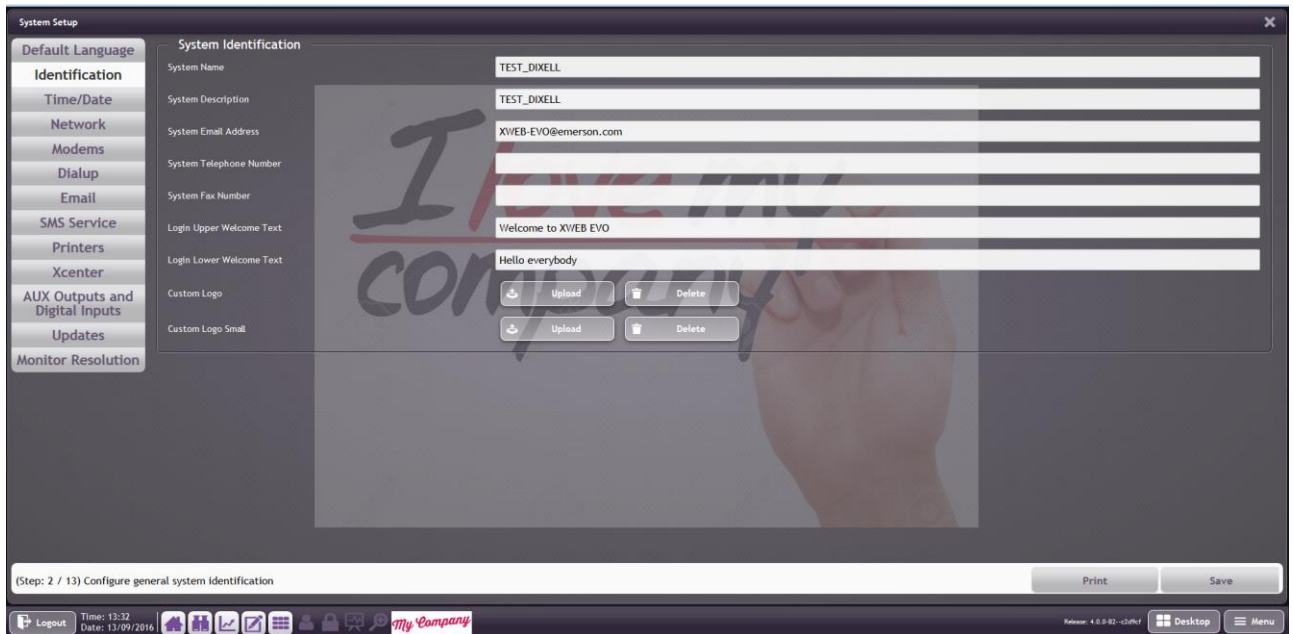 System Setup
Default Language
Identification
Time/Date
Network
Modems
Dialup
Email
SMS Service
Printers
Xcenter
AUX Outputs and
Digital Inputs
Updates
Monitor Resolution
System Identification
System Name
TEST_DIXELL
System Description
TEST_DIXELL
System Email Address
XWEB-EVO@emerson.com
System Telephone Number
System Fax Number
Login Upper Welcome Text
Welcome to XWEB EVO
Login Lower Welcome Text
Hello everybody
Custom Logo
Upload
Delete
Custom Logo Small
Upload
Delete
I love my
company
(Step: 2 / 13) Configure general system identification
Print
Save
Logout
Time: 13:32
Date: 13/09/2016
My Company
Desktop
Menu